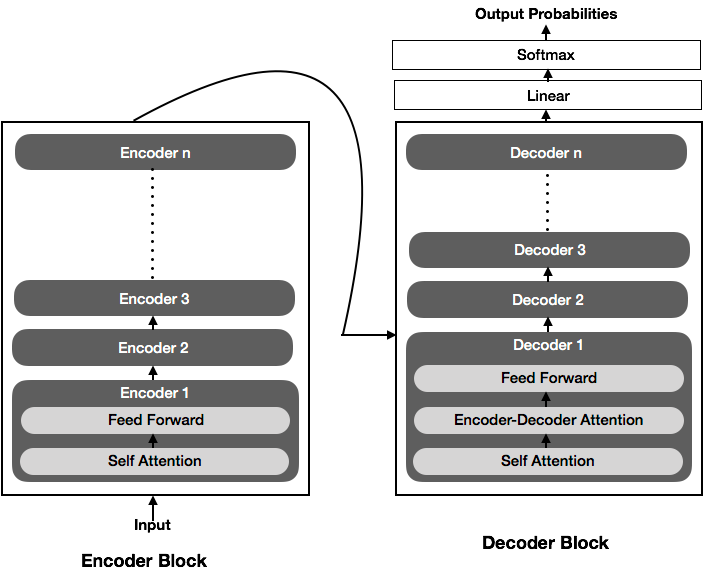 Output Probabilities
Softmax
Linear
Encoder n
Encoder 3
Encoder 2
Encoder 1
Feed Forward
Self Attention
Input
Encoder Block
Decoder n
Decoder 3
Decoder 2
Decoder 1
Feed Forward
Encoder-Decoder Attention
Self Attention
Decoder Block